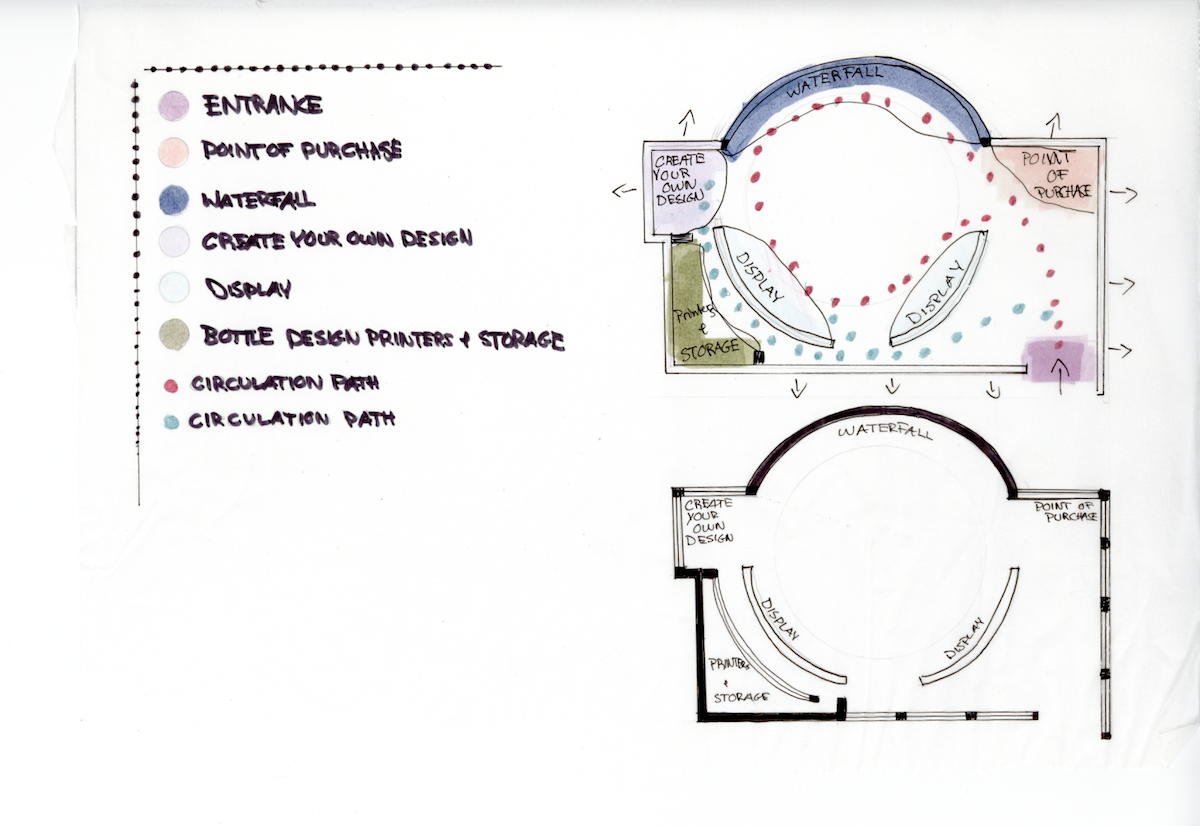 ENTRANCE
POINT OF PURCHASE
WATERFALL
CREATE YOUR OWN DESIGN
DISPLAY
BOTTLE DESIGN PRINTERS & STORAGE
CIRCULATION PATH
CIRCULATION PATH
WATERFALL
CREATE
YOUR
OWN
DESIGN
POINT
OF
PURCHASE
DISPLAY
DISPLAY
Printers
&
STORAGE
WATERFALL
CREATE
YOUR
OWN
DESIGN
POINT OF
PURCHASE
DISPLAY
DISPLAY
PRINTERS
&
STORAGE